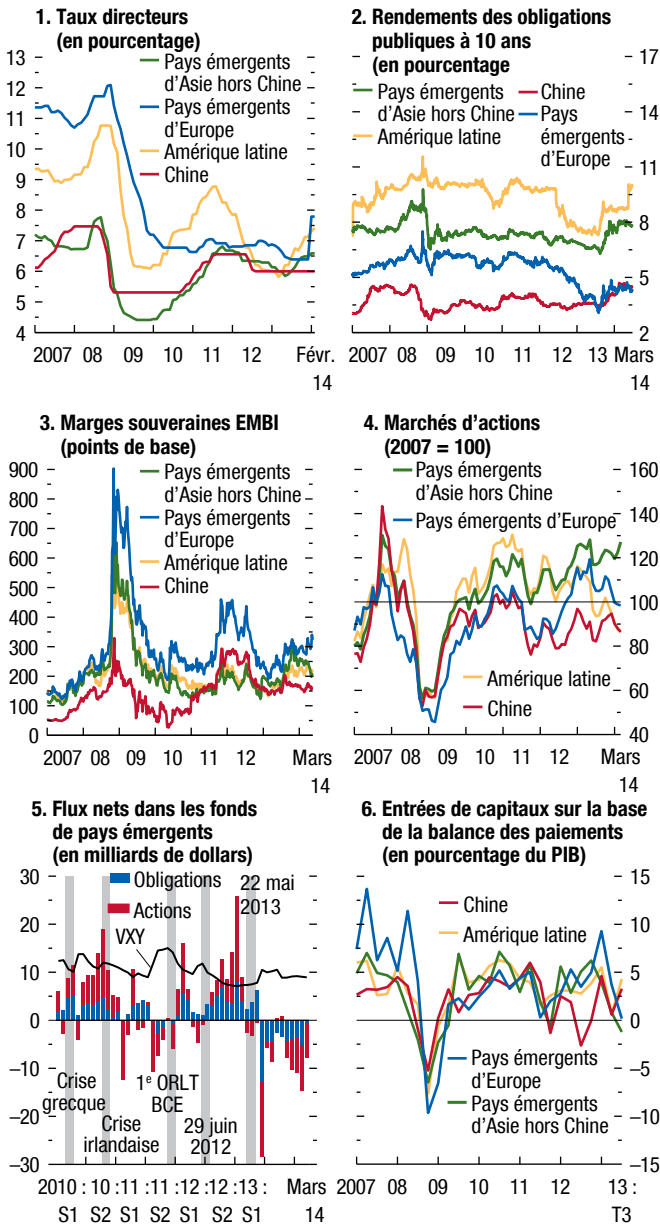 1. Taux directeurs
(en pourcentage)
13
12
11
10
9
8
7
6
5
4
Pays émergents
d'Asie hors Chine
Pays émergents
d'Europe
Amérique latine
Chine
2007 08 09 10 11 12 Févr.
14
2. Rendements des obligations
publiques à 10 ans
(en pourcentage
17
14
11
8
5
2
Pays émergents
d'Asie hors Chine
Amérique latine
Chine
Pays
émergents
d'Europe
2007 08 09 10 11 12 13 Mars
14
3. Marges souveraines EMBI
(points de base)
900
800
700
600
500
400
300
200
100
0
Pays émergents
d'Asie hors Chine
Pays émergents
d'Europe
Amérique latine
Chine
2007 08 09 10 11 12 Mars
14
4. Marchés d'actions
(2007 = 100)
160
140
120
100
80
60
40
Pays émergents
d'Asie hors Chine
Pays émergents d'Europe
Amérique latine
Chine
2007 08 09 10 11 12 Mars
14
5. Flux nets dans les fonds
de pays émergents
(en milliards de dollars)
30
20
10
0
–10
–20
–30
Obligations
Actions
VXY
22 mai
2013
Crise
grecque
Crise
irlandaise
1e ORLT
BCE
29 juin
2012
2010 : 10 : 11 : 11 : 12 : 12 : 13 : Mars
S1 S2 S1 S2 S1 S2 S1 14
6. Entrées de capitaux sur la base
de la balance des paiements
(en pourcentage du PIB)
20
15
10
5
0
–5
–10
–15
Chine
Amérique latine
Pays émergents
d'Europe
Pays émergents
d'Asie hors Chine
2007 08 09 10 11 12 13 :
T3